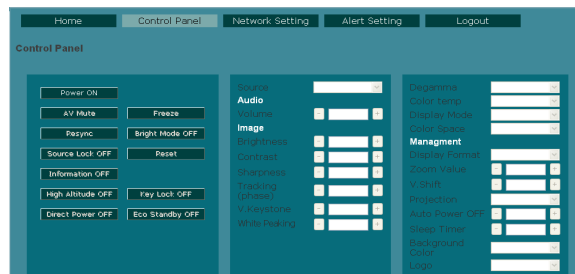 Home Control Panel Network Setting Alert Setting Logout
Control Panel
Power ON
AV Mute Freeze
Resync Bright Mode OFF
Source Lock OFF Reset
Information OFF
High Altitude OFF Key Lock OFF
Direct Power OFF Eco Standby OFF
Source
Audio
Volume - +
Image
Brightness - +
Contrast - +
Sharpness - +
Tracking (phase) - +
V.Keystone - +
White Peaking - +
Degamma
Color temp
Display Mode
Color Space
Managment
Display Format
Zoom Value - +
V.Shift - +
Projection
Auto Power OFF - +
Sleep Timer - +
Background
Color
Logo